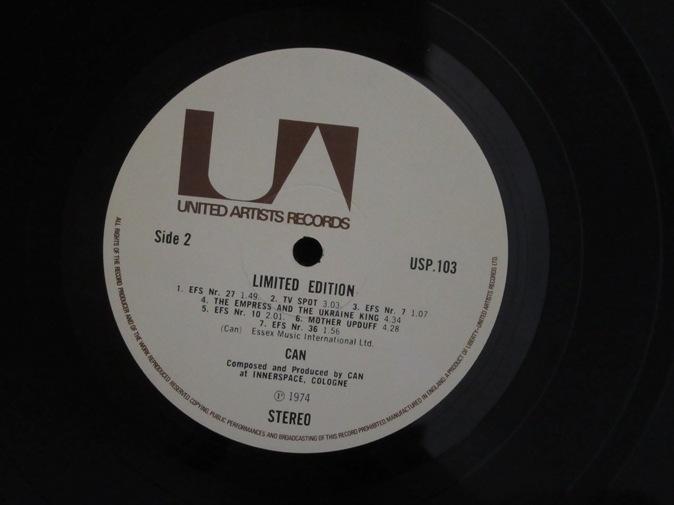 UA
UNITED ARTISTS RECORDS
Side 2
USP.103
LIMITED EDITION
1. EFS Nr. 27 1.49. 2. TV SPOT 3.03. 3. EFS Nr. 7 1.07
4. THE EMPRESS AND THE UKRAINE KING 4.34
5. EFS Nr. 10 2.01. 6. MOTHER UPDUFF 4.28
7. EFS Nr. 36 1.56
(Can) Essex Music International Ltd.
CAN
Composed and Produced by CAN
at INNERSPACE, COLOGNE
℗ 1974
STEREO
ALL RIGHTS OF THE RECORD PRODUCER AND OF THE WORK REPRODUCED RESERVED COPYING, PUBLIC PERFORMANCES AND BROADCASTING OF THIS RECORD PROHIBITED MANUFACTURED IN ENGLAND. A PRODUCT OF LIBERTY-UNITED ARTISTS RECORDS LTD.